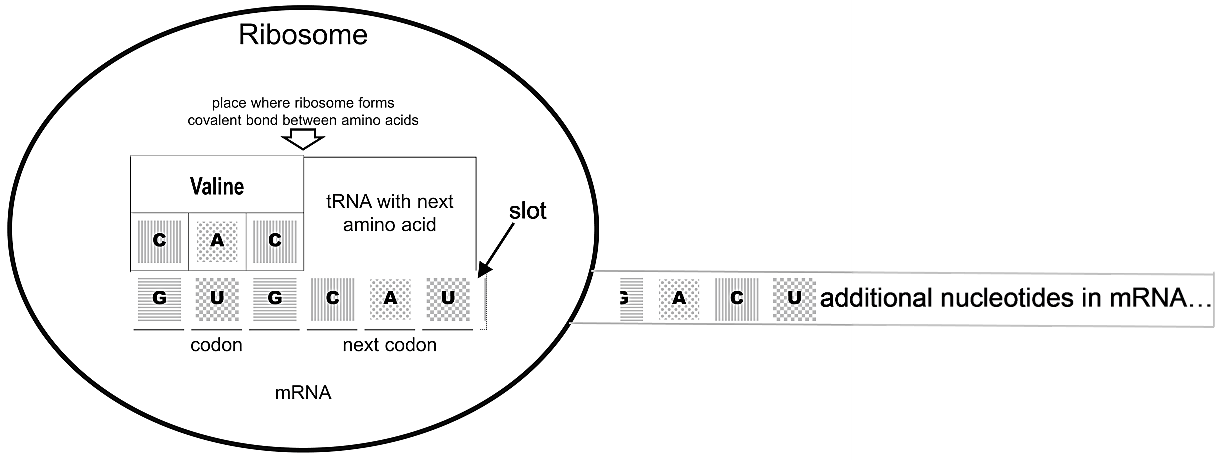 Ribosome
place where ribosome forms
covalent bond between amino acids
Valine
tRNA with next
amino acid
slot
C A C
G U G C A U
G A C U additional nucleotides in mRNA...
codon next codon
mRNA